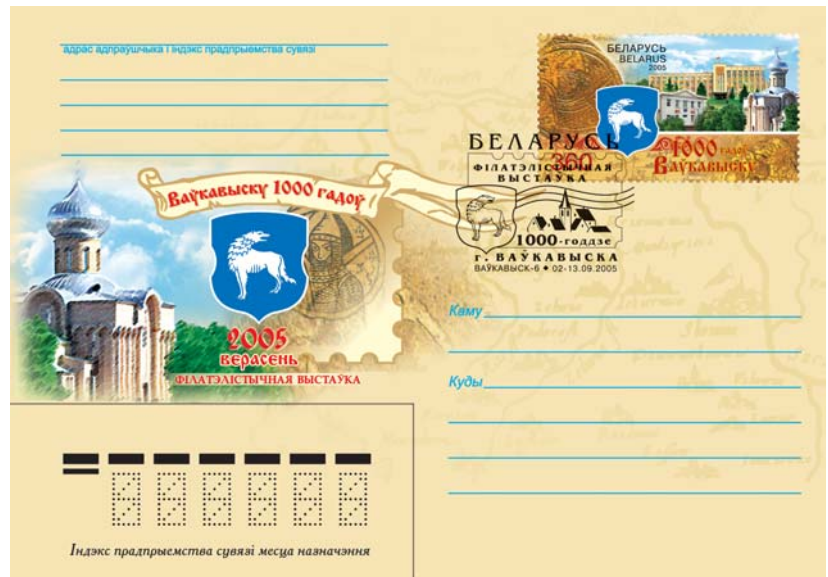 адрас адпраўшчыка і індэкс прадпрыемства сувязі
БЕЛАРУСЬ
BELARUS
2005
360
1000 гадоў
Ваўкавыску
БЕЛАРУСЬ
ФІЛАТЭЛІСТЫЧНАЯ
ВЫСТАЎКА
1000-годдзе
г. ВАЎКАВЫСКА
ВАЎКАВЫСК-6 ♦ 02-13.09.2005
Ваўкавыску 1000 гадоў
2005
верасень
ФІЛАТЭЛІСТЫЧНАЯ ВЫСТАЎКА
Каму
Куды
Індэкс прадпрыемства сувязі месца назначэння